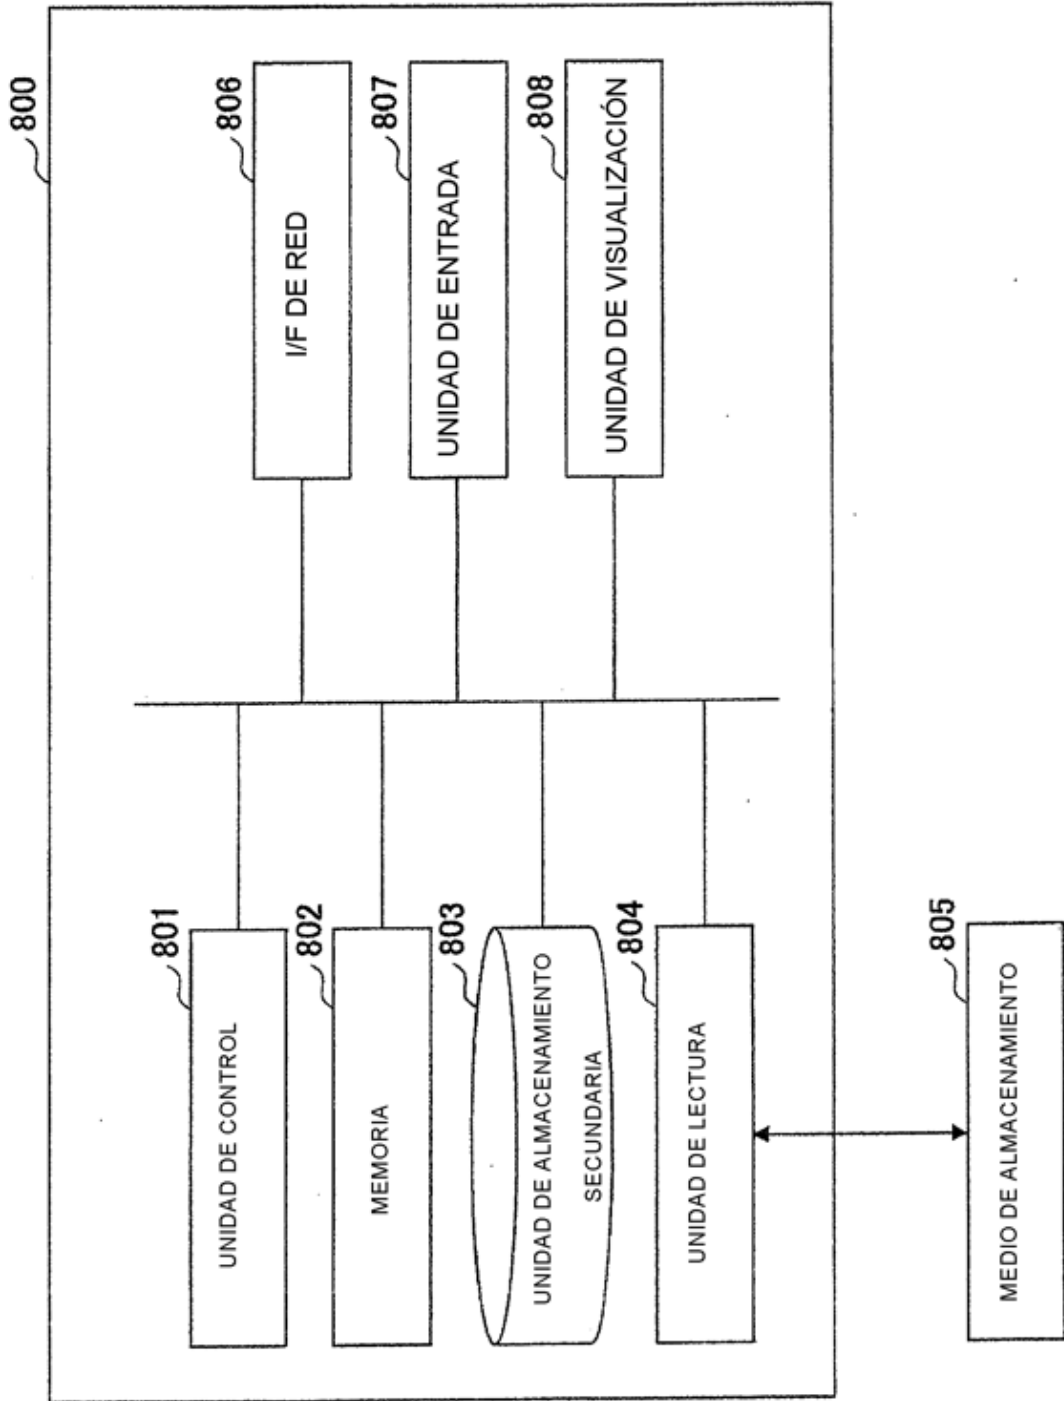 800
801
UNIDAD DE CONTROL
802
MEMORIA
803
UNIDAD DE ALMACENAMIENTO
SECUNDARIA
804
UNIDAD DE LECTURA
805
MEDIO DE ALMACENAMIENTO
806
I/F DE RED
807
UNIDAD DE ENTRADA
808
UNIDAD DE VISUALIZACIÓN